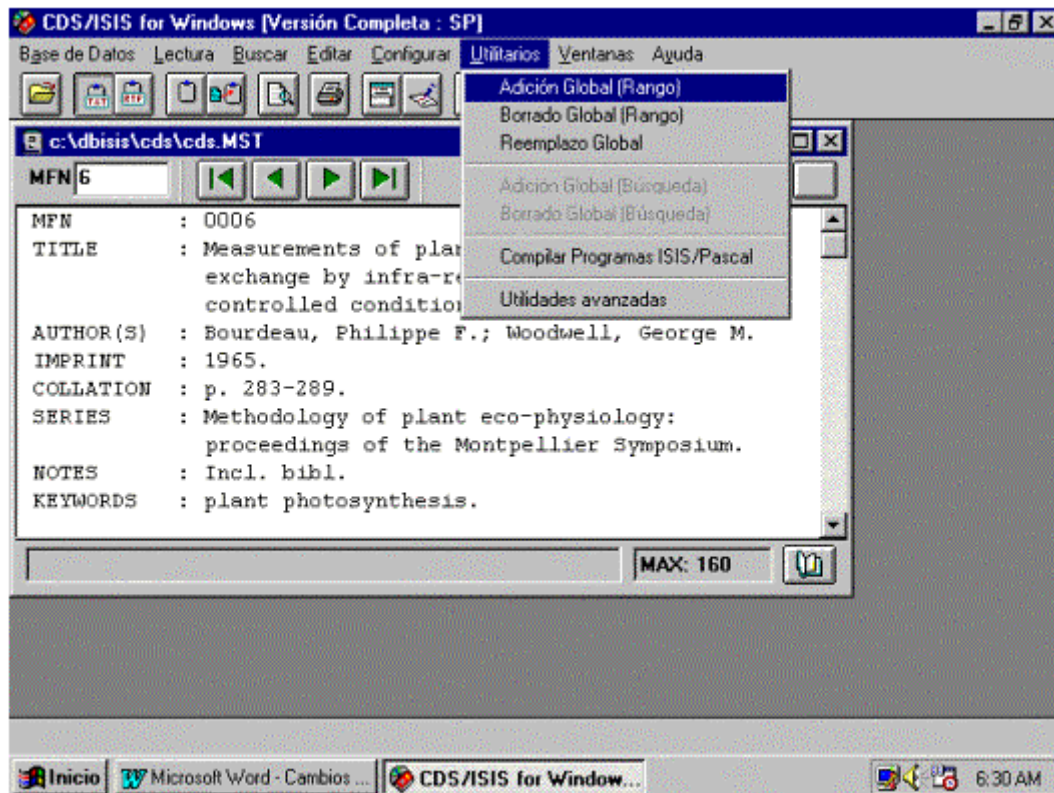 CDS/ISIS for Windows [Versión Completa : SP]
Base de Datos Lectura Buscar Editar Configurar Utilitarios Ventanas Ayuda
Adición Global (Rango)
Borrado Global (Rango)
Reemplazo Global
Adición Global (Búsqueda)
Borrado Global (Búsqueda)
Compilar Programas ISIS/Pascal
Utilidades avanzadas
c:\dbisis\cds\cds.MST
MFN 6
MFN : 0006
TITLE : Measurements of plan
exchange by infra-re
controlled condition
AUTHOR(S) : Bourdeau, Philippe F.; Woodwell, George M.
IMPRINT : 1965.
COLLATION : p. 283-289.
SERIES : Methodology of plant eco-physiology:
proceedings of the Montpellier Symposium.
NOTES : Incl. bibl.
KEYWORDS : plant photosynthesis.
MAX: 160
Inicio Microsoft Word - Cambios ... CDS/ISIS for Window... 6:30 AM